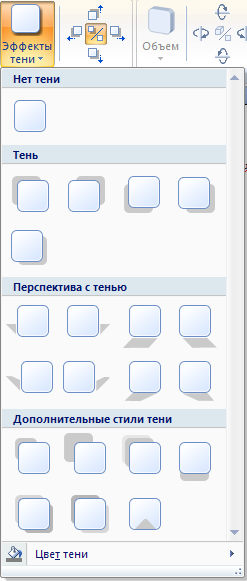 Эффекты
тени
Объем
Нет тени
Тень
Перспектива с тенью
Дополнительные стили тени
Цвет тени